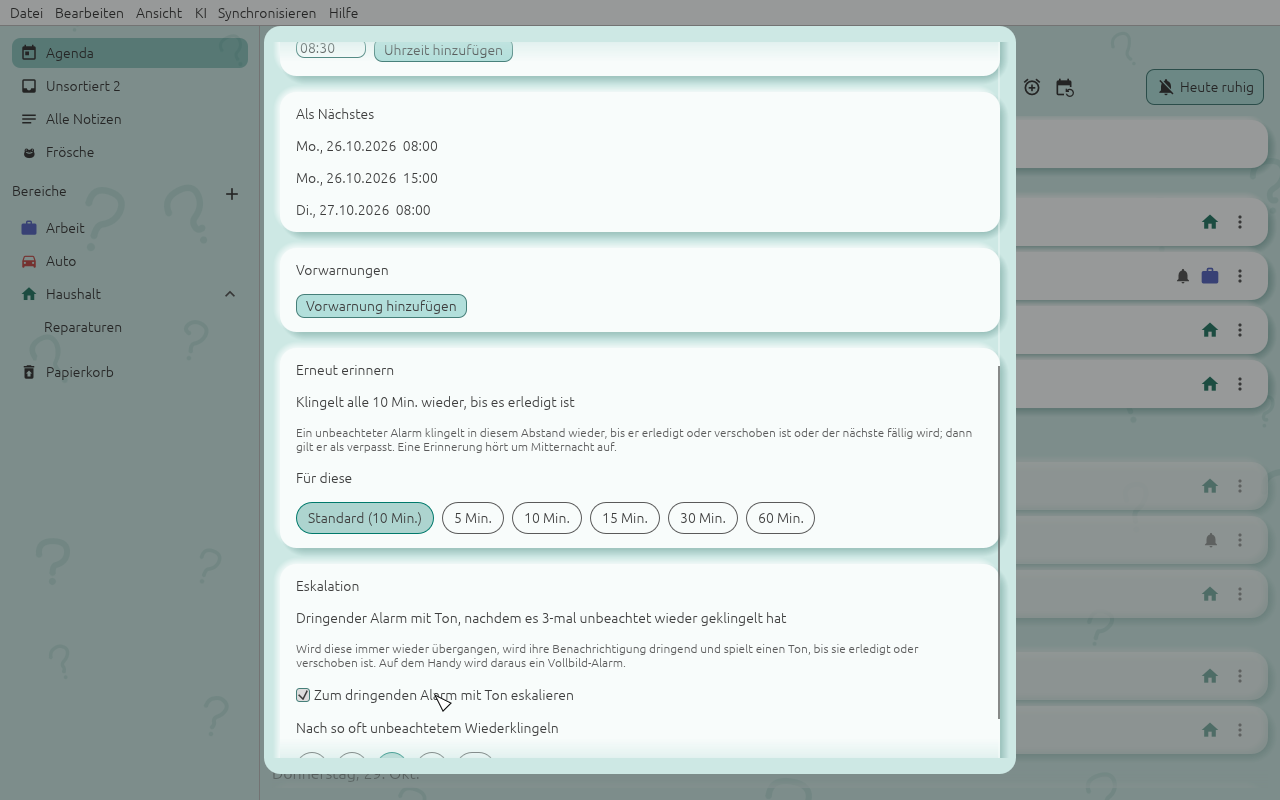 Datei Bearbeiten Ansicht KI Synchronisieren Hilfe
Agenda
Unsortiert 2
Alle Notizen
Frösche
Bereiche
Arbeit
Auto
Haushalt
Reparaturen
Papierkorb
Heute ruhig
08:30 Uhrzeit hinzufügen
Als Nächstes
Mo., 26.10.2026 08:00
Mo., 26.10.2026 15:00
Di., 27.10.2026 08:00
Vorwarnungen
Vorwarnung hinzufügen
Erneut erinnern
Klingelt alle 10 Min. wieder, bis es erledigt ist
Ein unbeachteter Alarm klingelt in diesem Abstand wieder, bis er erledigt oder verschoben ist oder der nächste fällig wird; dann
gilt er als verpasst. Eine Erinnerung hört um Mitternacht auf.
Für diese
Standard (10 Min.) 5 Min. 10 Min. 15 Min. 30 Min. 60 Min.
Eskalation
Dringender Alarm mit Ton, nachdem es 3-mal unbeachtet wieder geklingelt hat
Wird diese immer wieder übergangen, wird ihre Benachrichtigung dringend und spielt einen Ton, bis sie erledigt oder
verschoben ist. Auf dem Handy wird daraus ein Vollbild-Alarm.
Zum dringenden Alarm mit Ton eskalieren
Nach so oft unbeachtetem Wiederklingeln
Donnerstag, 29. Okt.